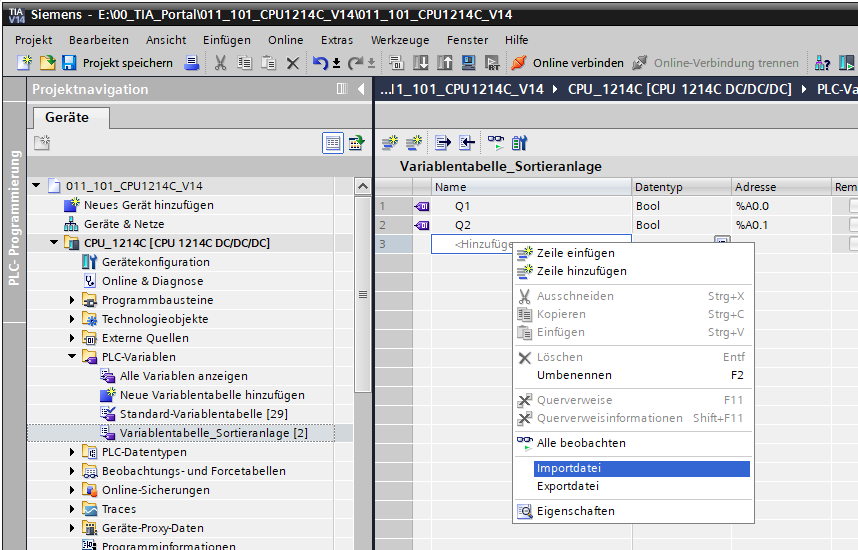 TIA V14 Siemens - E:\00_TIA_Portal\011_101_CPU1214C_V14\011_101_CPU1214C_V14
Projekt Bearbeiten Ansicht Einfügen Online Extras Werkzeuge Fenster Hilfe
Projekt speichern Online verbinden Online-Verbindung trennen
Projektnavigation
Geräte
PLC- Programmierung
011_101_CPU1214C_V14
Neues Gerät hinzufügen
Geräte & Netze
CPU_1214C [CPU 1214C DC/DC/DC]
Gerätekonfiguration
Online & Diagnose
Programmbausteine
Technologieobjekte
Externe Quellen
PLC-Variablen
Alle Variablen anzeigen
Neue Variablentabelle hinzufügen
Standard-Variablentabelle [29]
Variablentabelle_Sortieranlage [2]
PLC-Datentypen
Beobachtungs- und Forcetabellen
Online-Sicherungen
Traces
Geräte-Proxy-Daten
Programminformationen
...11_101_CPU1214C_V14 CPU_1214C [CPU 1214C DC/DC/DC] PLC-Va
Variablentabelle_Sortieranlage
Name Datentyp Adresse Rem
1 Q1 Bool %A0.0
2 Q2 Bool %A0.1
3 <Hinzufüge
Zeile einfügen
Zeile hinzufügen
Ausschneiden Strg+X
Kopieren Strg+C
Einfügen Strg+V
Löschen Entf
Umbenennen F2
Querverweise F11
Querverweisinformationen Shift+F11
Alle beobachten
Importdatei
Exportdatei
Eigenschaften